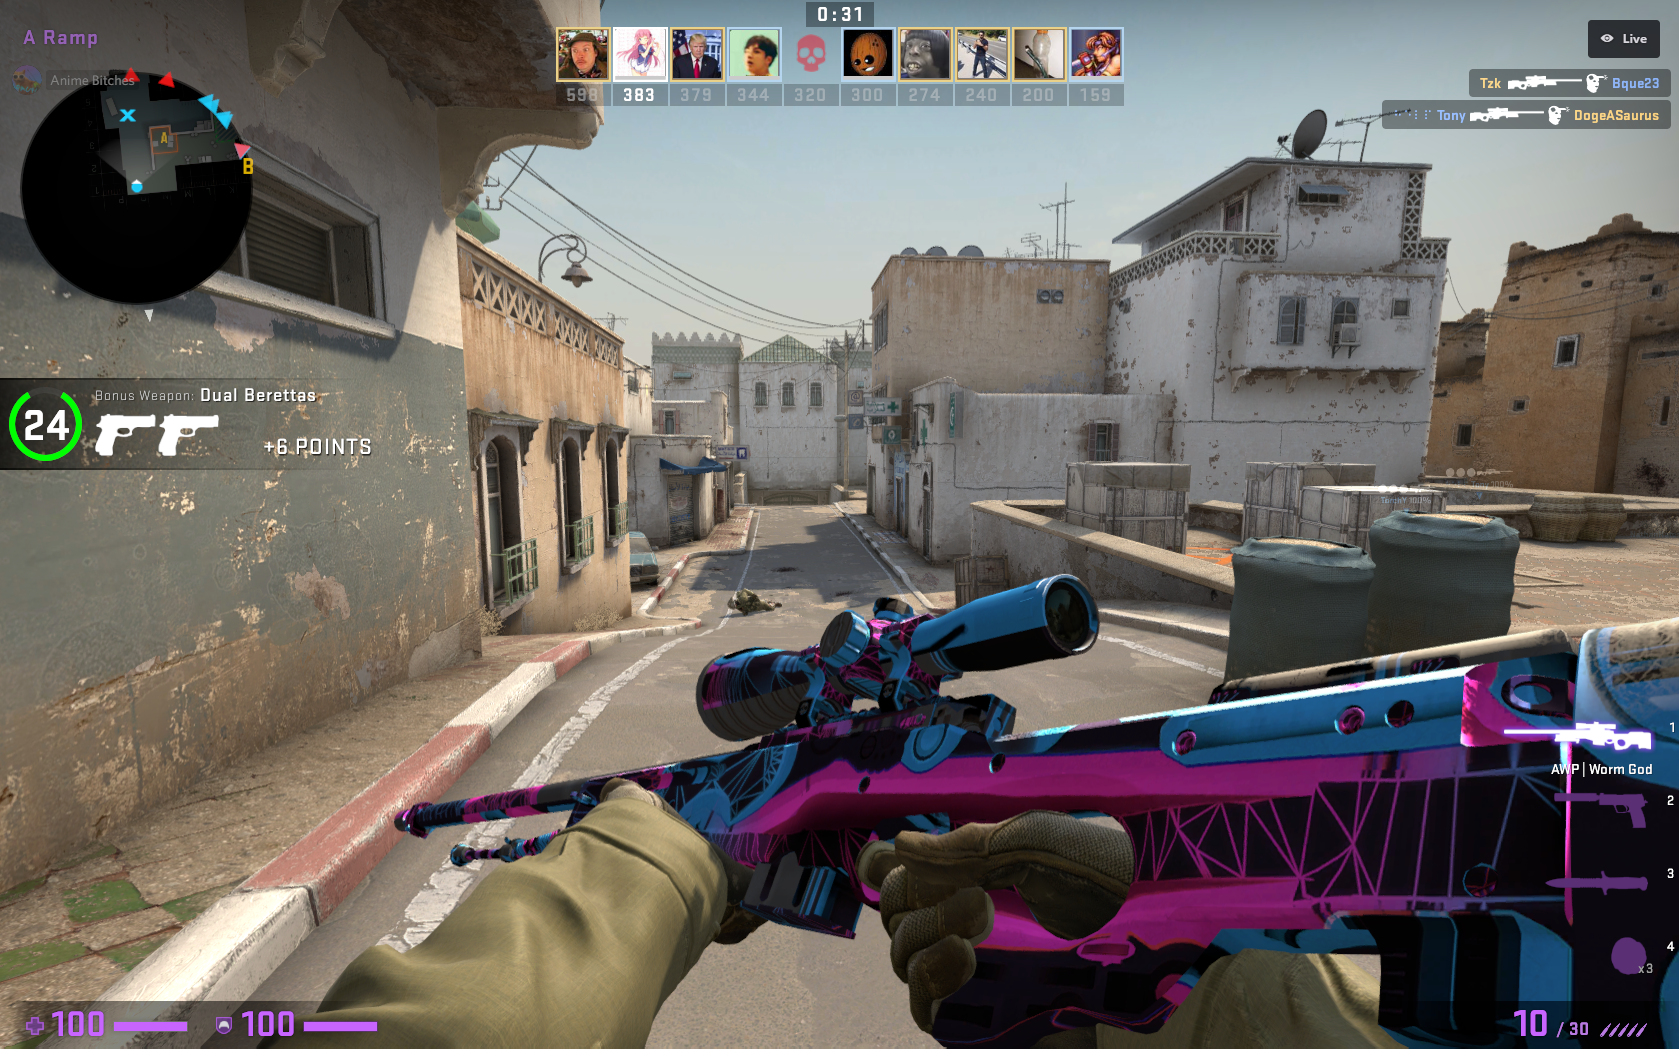 0:31
A Ramp
Live
Anime Bitches
598 383 379 344 320 300 274 240 200 159
Tzk Bque23
Tony DogeASaurus
A
B
24
Bonus Weapon: Dual Berettas
+6 POINTS
1
AWP | Worm God
2
3
4
x3
100 100
10 / 30